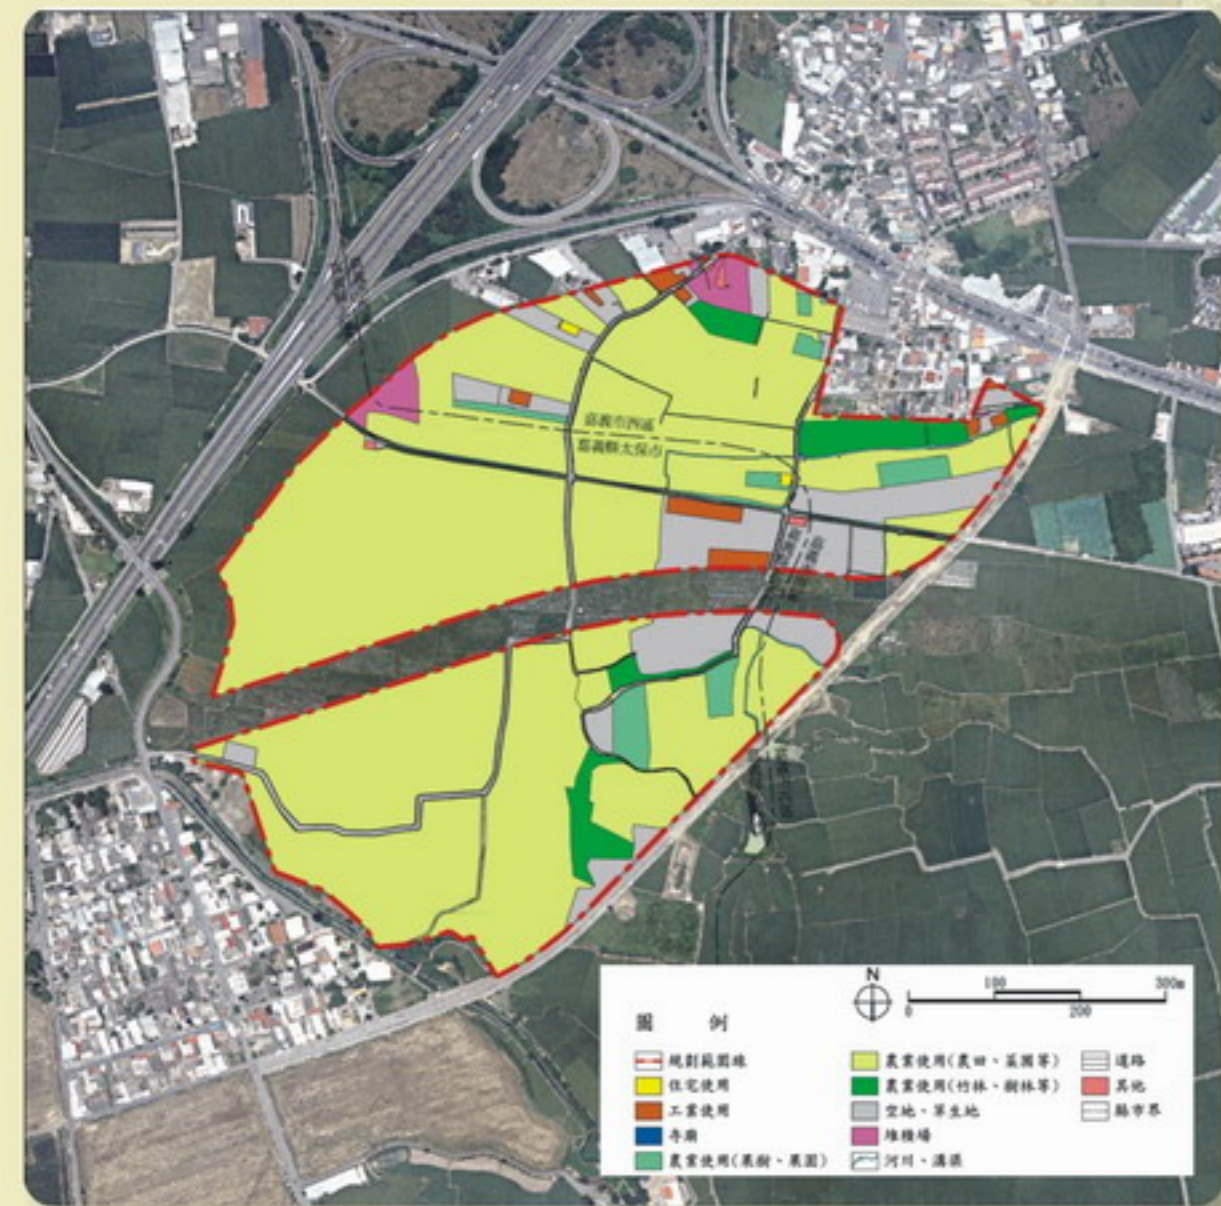 嘉義市西區
嘉義縣太保市
N
100
300m
0
200
圖 例
規劃範圍線
住宅使用
工業使用
寺廟
農業使用(果樹、果園)
農業使用(農田、菜園等)
農業使用(竹林、樹林等)
空地、草生地
堆積場
河川、溝渠
道路
其他
縣市界